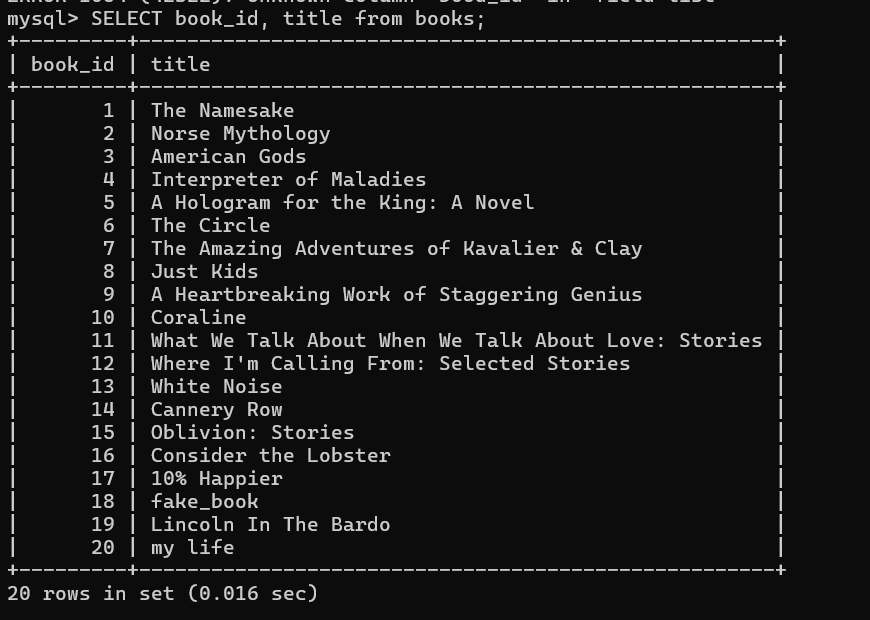 mysql> SELECT book_id, title from books;
+---------+-----------------------------------------------------+
| book_id | title                                               |
+---------+-----------------------------------------------------+
|       1 | The Namesake                                        |
|       2 | Norse Mythology                                     |
|       3 | American Gods                                       |
|       4 | Interpreter of Maladies                             |
|       5 | A Hologram for the King: A Novel                    |
|       6 | The Circle                                          |
|       7 | The Amazing Adventures of Kavalier & Clay           |
|       8 | Just Kids                                           |
|       9 | A Heartbreaking Work of Staggering Genius           |
|      10 | Coraline                                            |
|      11 | What We Talk About When We Talk About Love: Stories |
|      12 | Where I'm Calling From: Selected Stories            |
|      13 | White Noise                                         |
|      14 | Cannery Row                                         |
|      15 | Oblivion: Stories                                   |
|      16 | Consider the Lobster                                |
|      17 | 10% Happier                                         |
|      18 | fake_book                                           |
|      19 | Lincoln In The Bardo                                |
|      20 | my life                                             |
+---------+-----------------------------------------------------+
20 rows in set (0.016 sec)